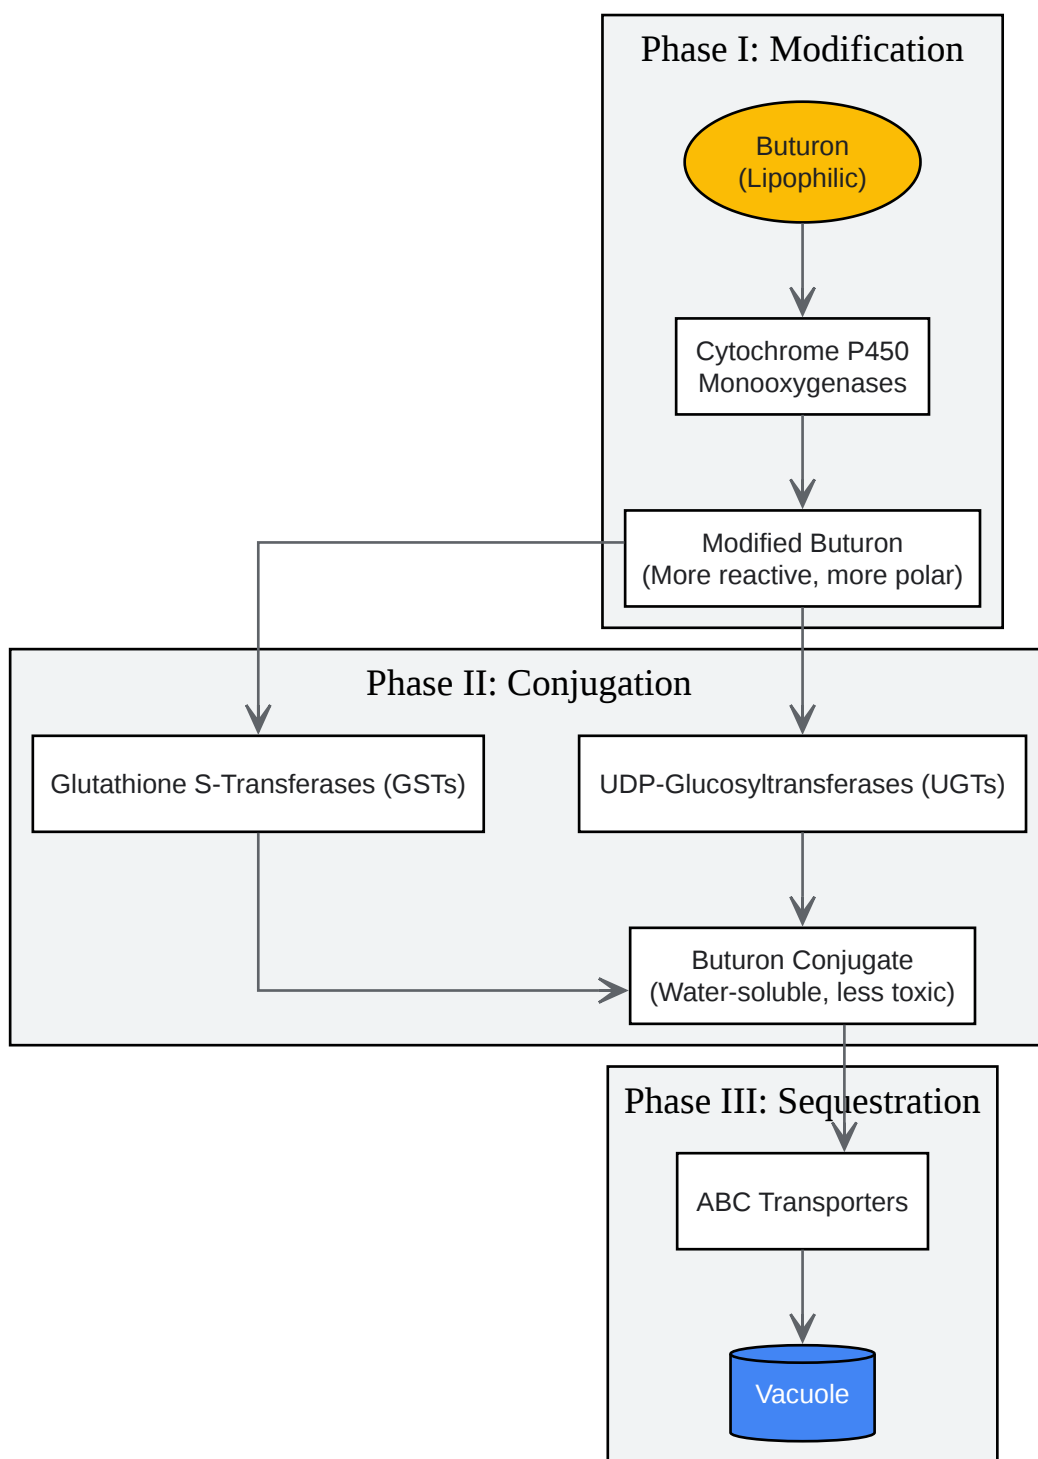 Phase I: Modification
Buturon
(Lipophilic)
Cytochrome P450
Monooxygenases
Modified Buturon
(More reactive, more polar)
Phase II: Conjugation
Glutathione S-Transferases (GSTs)
UDP-Glucosyltransferases (UGTs)
Buturon Conjugate
(Water-soluble, less toxic)
Phase III: Sequestration
ABC Transporters
Vacuole